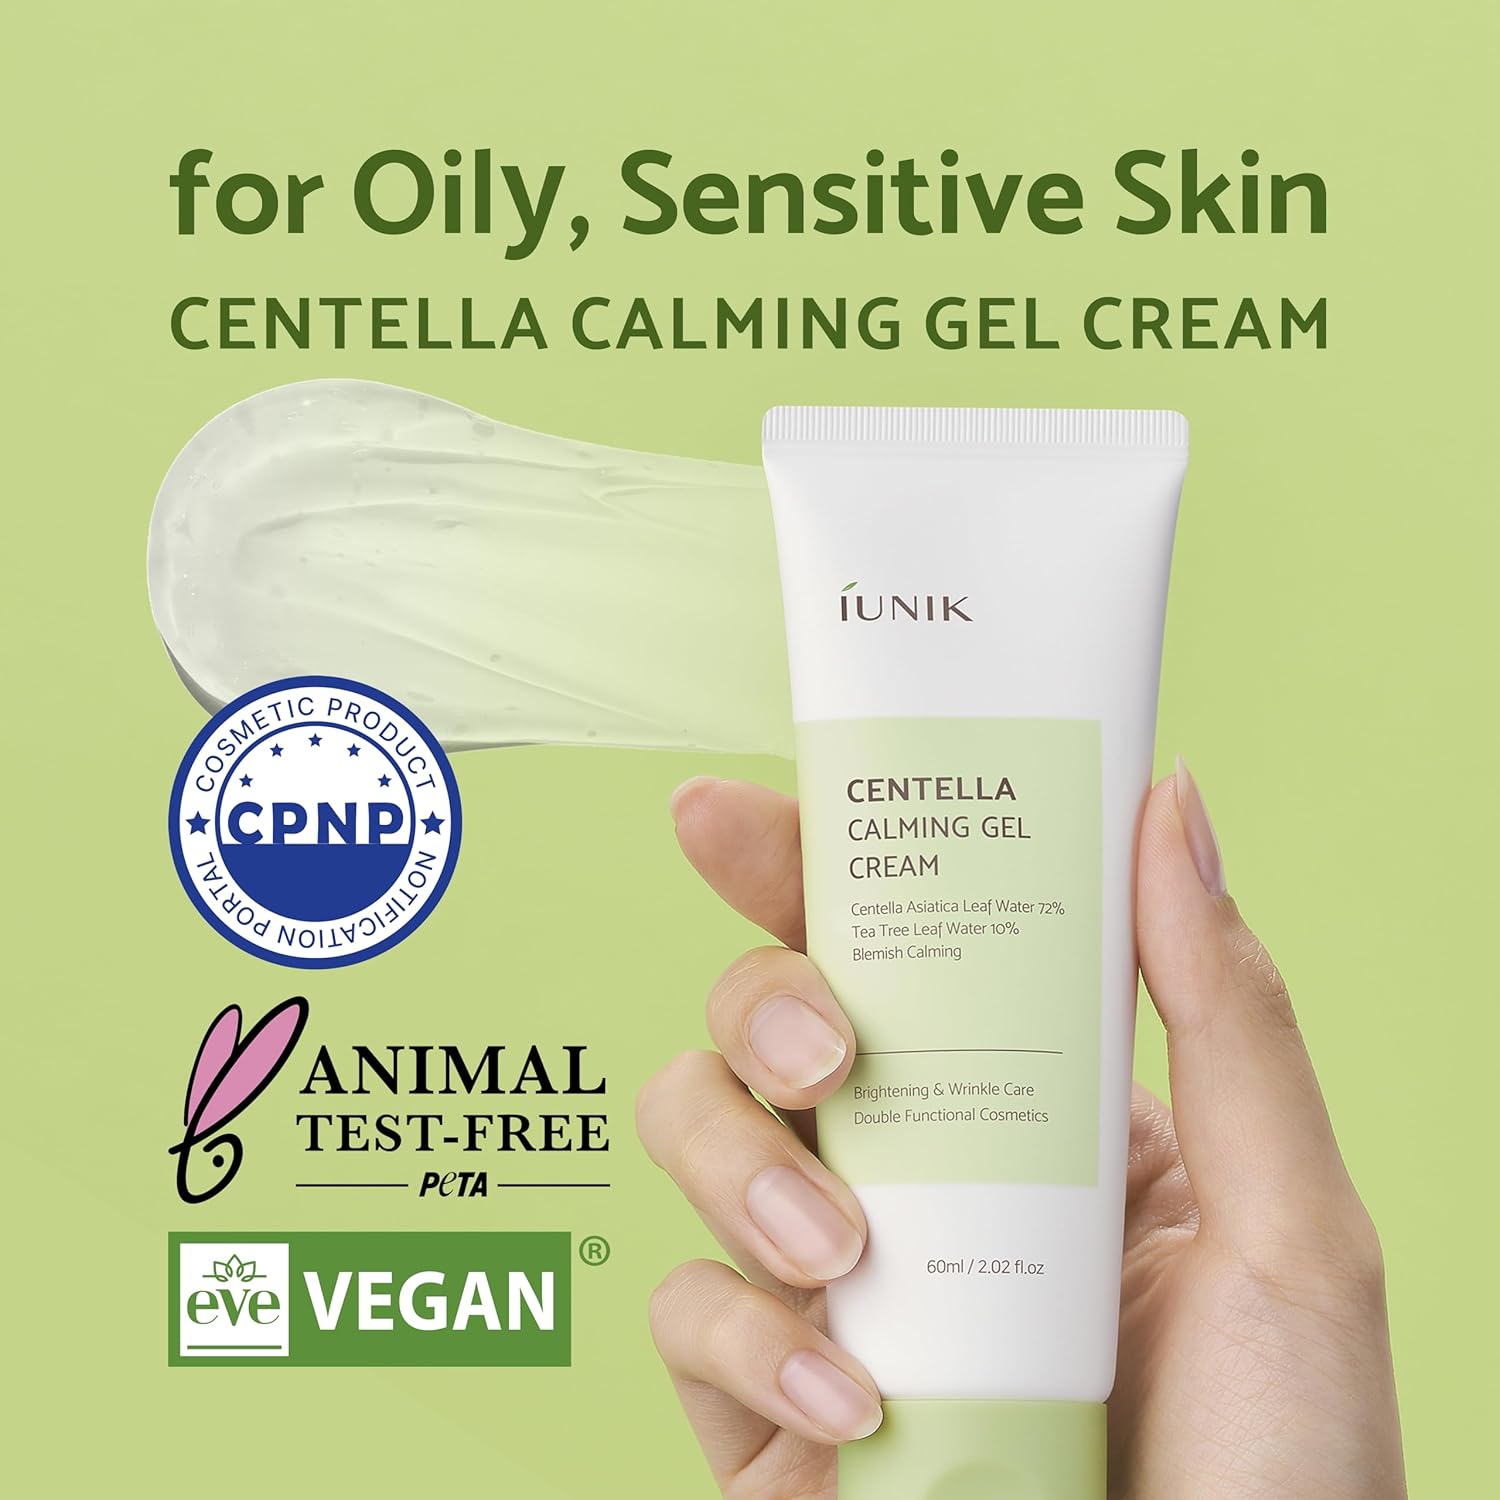 for Oily, Sensitive Skin
CENTELLA CALMING GEL CREAM
íUNIK
CENTELLA
CALMING GEL
CREAM
Centella Asiatica Leaf Water 72%
Tea Tree Leaf Water 10%
Blemish Calming
Brightening & Wrinkle Care
Double Functional Cosmetics
60ml / 2.02 fl.oz
COSMETIC PRODUCT
CPNP
NOTIFICATION PORTAL
ANIMAL
TEST-FREE
PeTA
eve VEGAN®